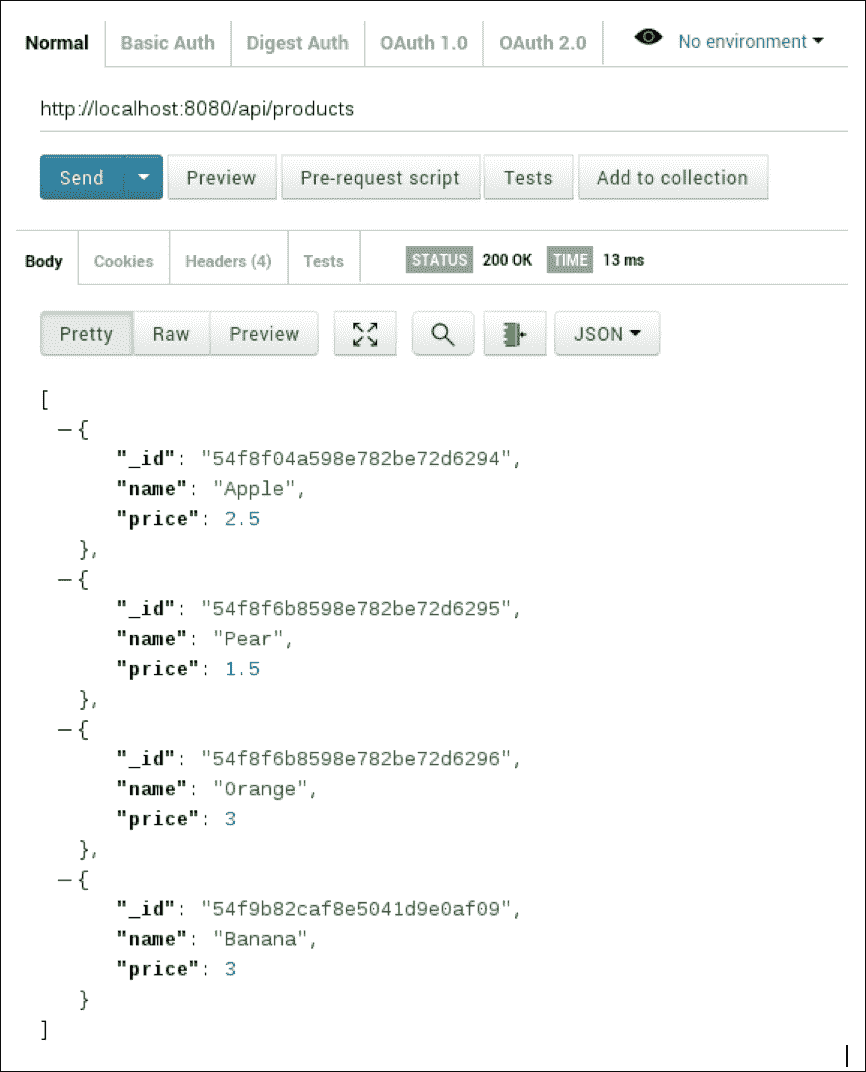 Normal Basic Auth Digest Auth OAuth 1.0 OAuth 2.0 No environment
http://localhost:8080/api/products
Send Preview Pre-request script Tests Add to collection
Body Cookies Headers (4) Tests STATUS 200 OK TIME 13 ms
Pretty Raw Preview JSON
[
{
"_id": "54f8f04a598e782be72d6294",
"name": "Apple",
"price": 2.5
},
{
"_id": "54f8f6b8598e782be72d6295",
"name": "Pear",
"price": 1.5
},
{
"_id": "54f8f6b8598e782be72d6296",
"name": "Orange",
"price": 3
},
{
"_id": "54f9b82caf8e5041d9e0af09",
"name": "Banana",
"price": 3
}
]